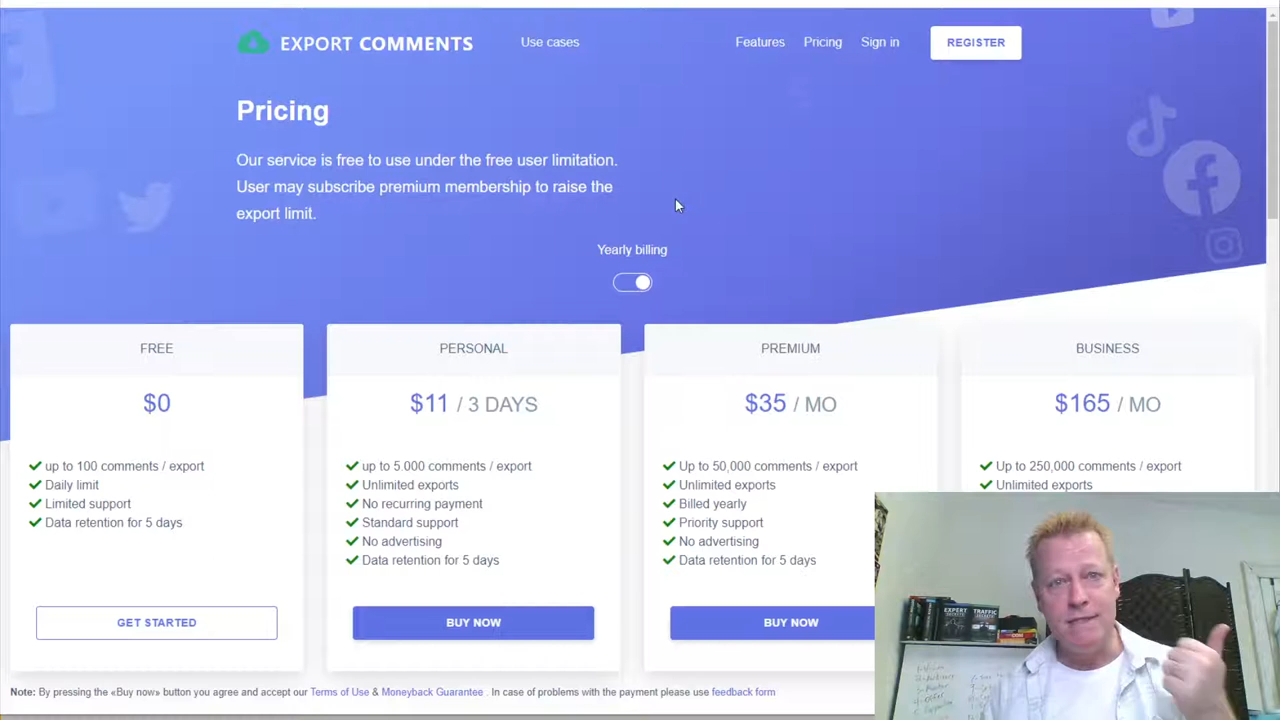 EXPORT COMMENTS
Use cases
Features
Pricing
Sign in
REGISTER
Pricing
Our service is free to use under the free user limitation.
User may subscribe premium membership to raise the
export limit.
Yearly billing
FREE
$0
up to 100 comments / export
Daily limit
Limited support
Data retention for 5 days
GET STARTED
PERSONAL
$11 / 3 DAYS
up to 5.000 comments / export
Unlimited exports
No recurring payment
Standard support
No advertising
Data retention for 5 days
BUY NOW
PREMIUM
$35 / MO
Up to 50,000 comments / export
Unlimited exports
Billed yearly
Priority support
No advertising
Data retention for 5 days
BUY NOW
BUSINESS
$165 / MO
Up to 250,000 comments / export
Unlimited exports
EXPERT
SECRETS
TRAFFIC
SECRETS
Note: By pressing the «Buy now» button you agree and accept our Terms of Use & Moneyback Guarantee . In case of problems with the payment please use feedback form